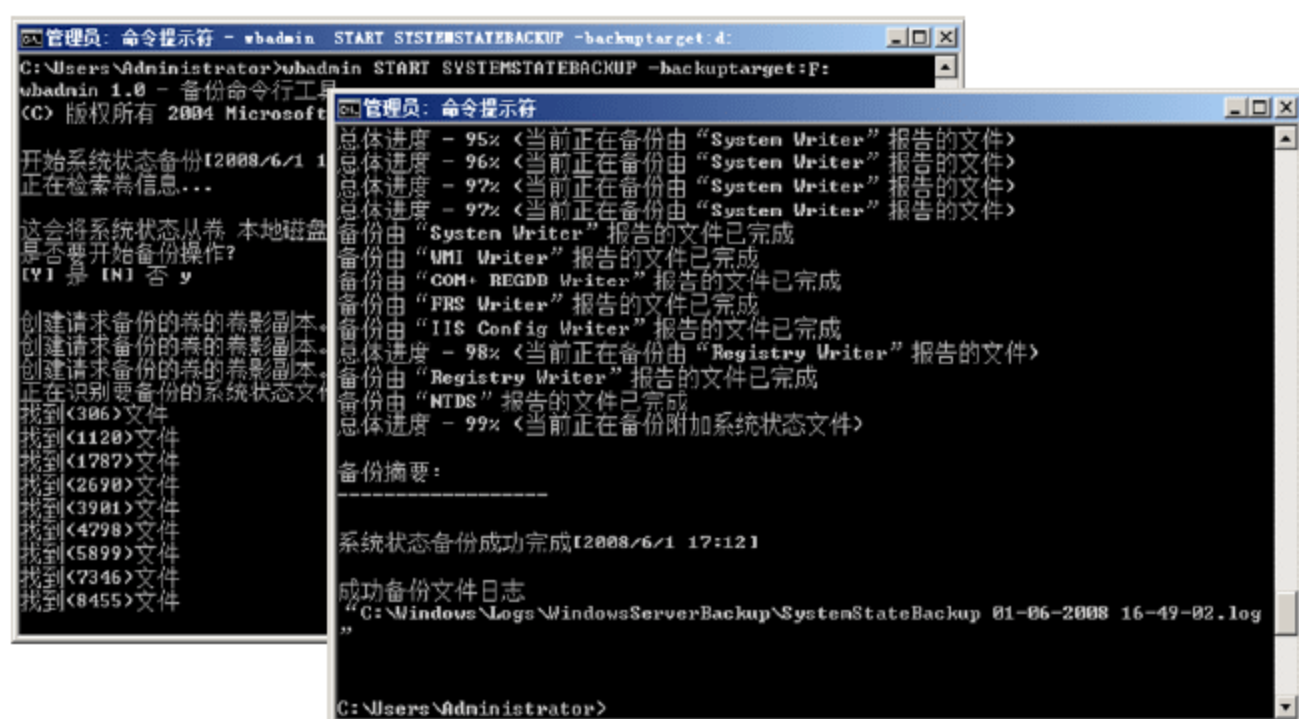 管理员: 命令提示符 - wbadmin START SYSTEMSTATEBACKUP -backuptarget:d:
C:\Users\Administrator>wbadmin START SYSTEMSTATEBACKUP -backuptarget:F:
wbadmin 1.0 - 备份命令行工具
(C) 版权所有 2004 Microsoft
开始系统状态备份[2008/6/1 1
正在检索卷信息...
这会将系统状态从卷 本地磁盘
是否要开始备份操作?
[Y] 是 [N] 否 y
创建请求备份的卷的卷影副本。
创建请求备份的卷的卷影副本。
创建请求备份的卷的卷影副本。
正在识别要备份的系统状态文件
找到<306>文件
找到<1120>文件
找到<1787>文件
找到<2690>文件
找到<3901>文件
找到<4798>文件
找到<5899>文件
找到<7346>文件
找到<8455>文件
管理员: 命令提示符
总体进度 - 95% <当前正在备份由 “System Writer” 报告的文件>
总体进度 - 96% <当前正在备份由 “System Writer” 报告的文件>
总体进度 - 97% <当前正在备份由 “System Writer” 报告的文件>
总体进度 - 97% <当前正在备份由 “System Writer” 报告的文件>
备份由 “System Writer” 报告的文件已完成
备份由 “WMI Writer” 报告的文件已完成
备份由 “COM+ REGDB Writer” 报告的文件已完成
备份由 “FRS Writer” 报告的文件已完成
备份由 “IIS Config Writer” 报告的文件已完成
总体进度 - 98% <当前正在备份由 “Registry Writer” 报告的文件>
备份由 “Registry Writer” 报告的文件已完成
备份由 “NTDS” 报告的文件已完成
总体进度 - 99% <当前正在备份附加系统状态文件>
备份摘要:
------------------
系统状态备份成功完成[2008/6/1 17:12]
成功备份文件日志
“C:\Windows\Logs\WindowsServerBackup\SystemStateBackup 01-06-2008 16-49-02.log
”
C:\Users\Administrator>